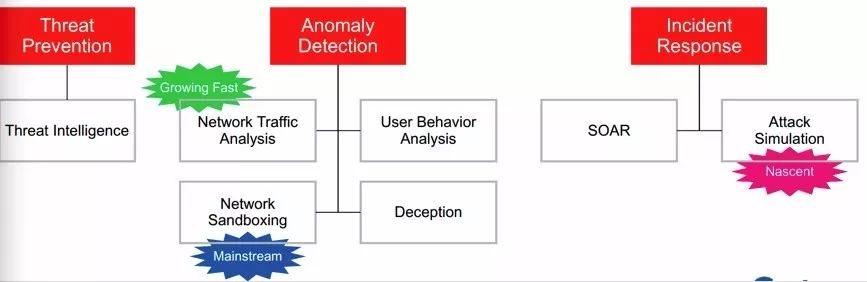 Threat
Prevention
Anomaly
Detection
Incident
Response
Growing Fast
Threat Intelligence
Network Traffic
Analysis
User Behavior
Analysis
SOAR
Attack
Simulation
Nascent
Network
Sandboxing
Deception
Mainstream